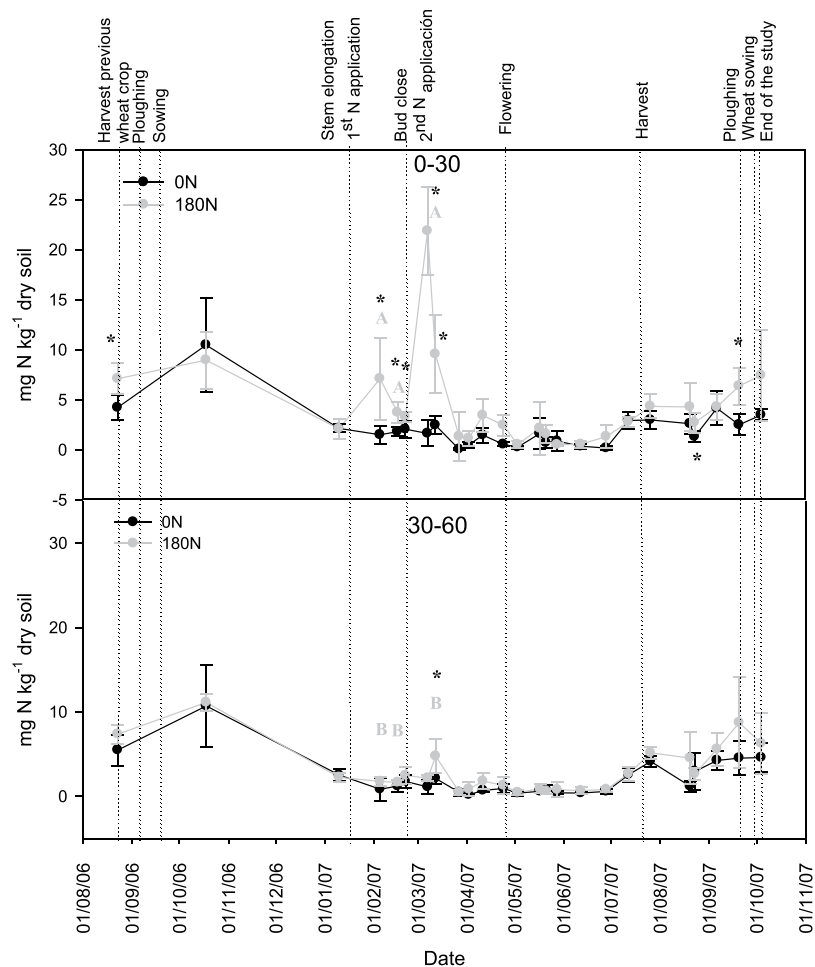 Harvest previous
wheat crop
Ploughing
Sowing
Stem elongation
1st N application
Bud close
2nd N applicación
Flowering
Harvest
Ploughing
Wheat sowing
End of the study
0-30
0N
180N
mg N kg-1 dry soil
30
25
20
15
10
5
0
-5
*
*
A
*
A
*
*
A
*
*
*
30-60
0N
180N
mg N kg-1 dry soil
30
20
10
0
B
B
*
B
01/08/06
01/09/06
01/10/06
01/11/06
01/12/06
01/01/07
01/02/07
01/03/07
01/04/07
01/05/07
01/06/07
01/07/07
01/08/07
01/09/07
01/10/07
01/11/07
Date